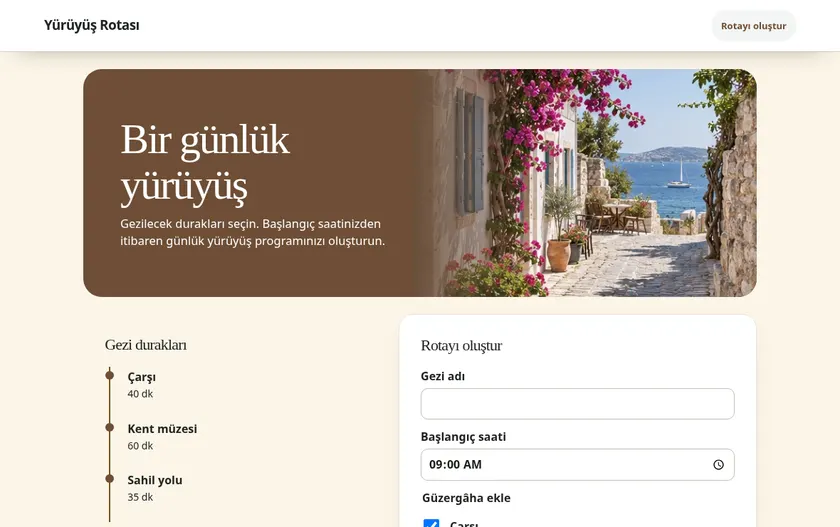 Yürüyüş Rotası
Rotayı oluştur
Bir günlük
yürüyüş
Gezilecek durakları seçin. Başlangıç saatinizden
itibaren günlük yürüyüş programınızı oluşturun.
Gezi durakları
Çarşı
40 dk
Kent müzesi
60 dk
Sahil yolu
35 dk
Rotayı oluştur
Gezi adı
Başlangıç saati
09:00 AM
Güzergâha ekle
Çarşı